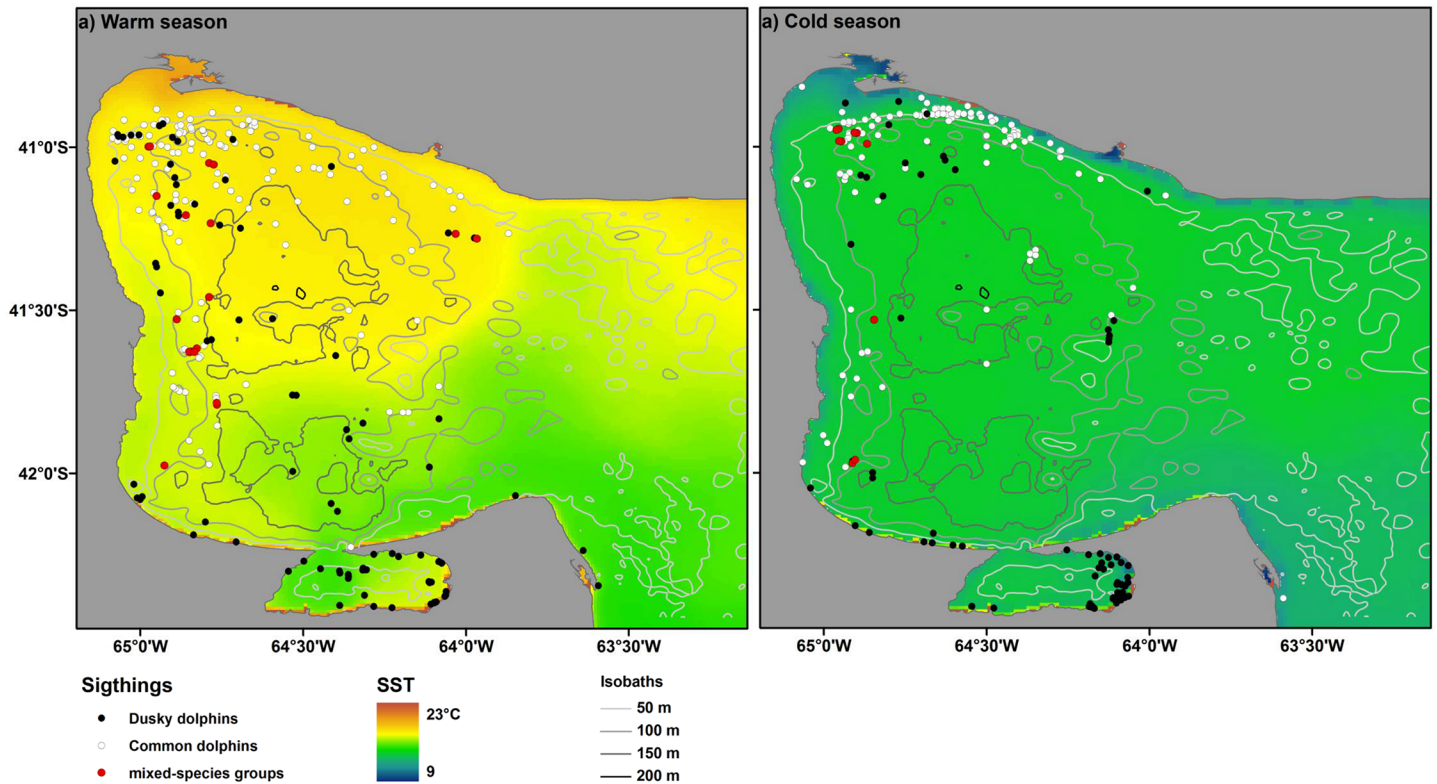 a) Warm season
a) Cold season
41°0'S
41°30'S
42°0'S
65°0'W
64°30'W
64°0'W
63°30'W
65°0'W
64°30'W
64°0'W
63°30'W
Sigthings
Dusky dolphins
Common dolphins
mixed-species groups
SST
23°C
9
Isobaths
50 m
100 m
150 m
200 m